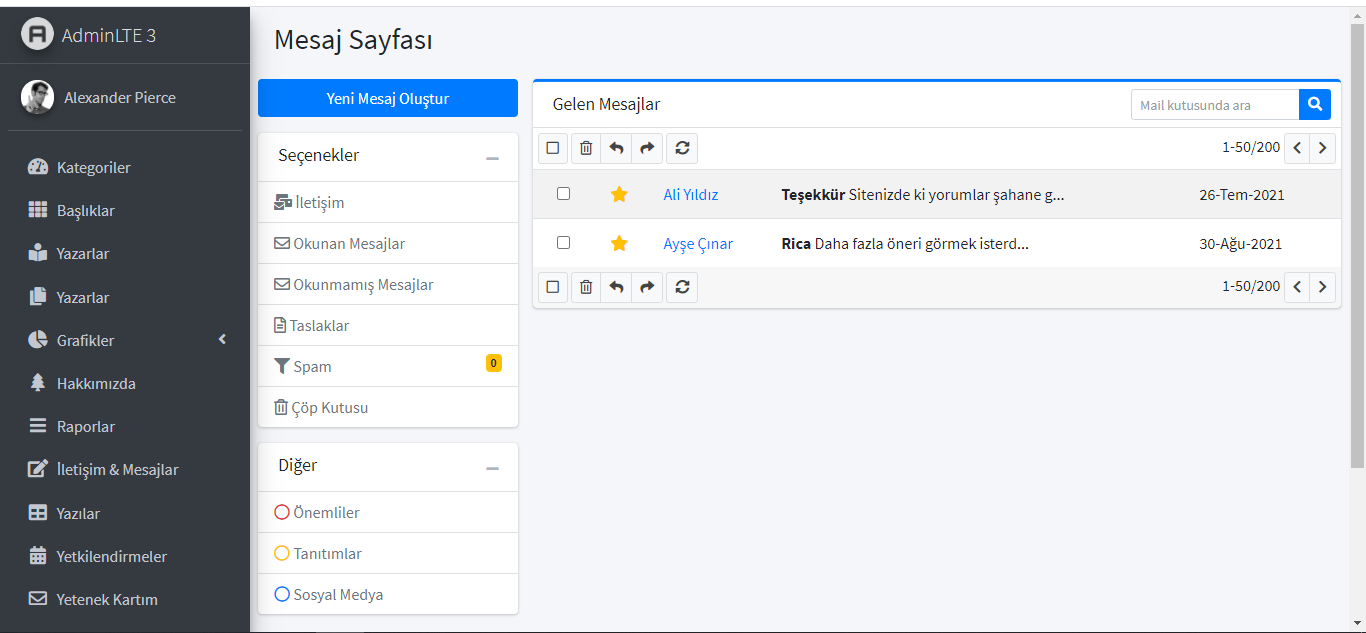 AdminLTE 3
Alexander Pierce
Kategoriler
Başlıklar
Yazarlar
Yazarlar
Grafikler
Hakkımızda
Raporlar
İletişim & Mesajlar
Yazılar
Yetkilendirmeler
Yetenek Kartım
Mesaj Sayfası
Yeni Mesaj Oluştur
Seçenekler
İletişim
Okunan Mesajlar
Okunmamış Mesajlar
Taslaklar
Spam 0
Çöp Kutusu
Diğer
Önemliler
Tanıtımlar
Sosyal Medya
Gelen Mesajlar Mail kutusunda ara
1-50/200
Ali Yıldız Teşekkür Sitenizde ki yorumlar şahane g... 26-Tem-2021
Ayşe Çınar Rica Daha fazla öneri görmek isterd... 30-Ağu-2021
1-50/200